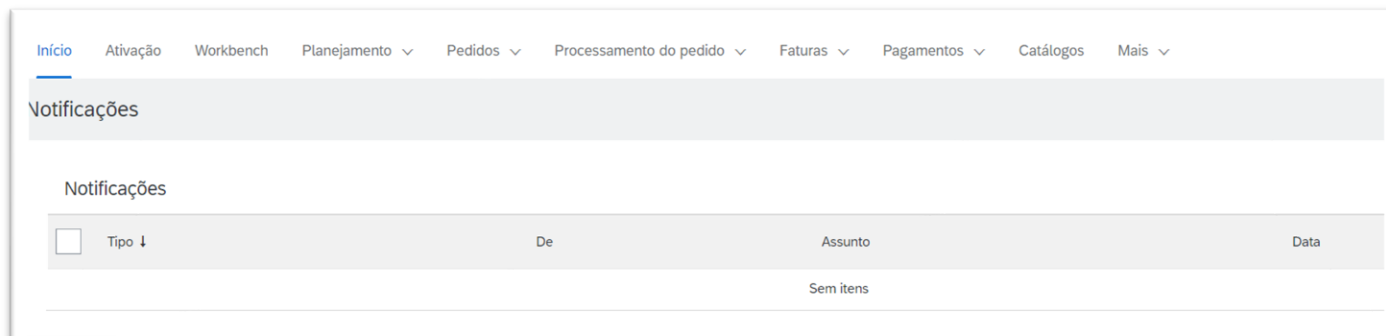 Início Ativação Workbench Planejamento Pedidos Processamento do pedido Faturas Pagamentos Catálogos Mais
Notificações
Notificações
Tipo ↓ De Assunto Data
Sem itens